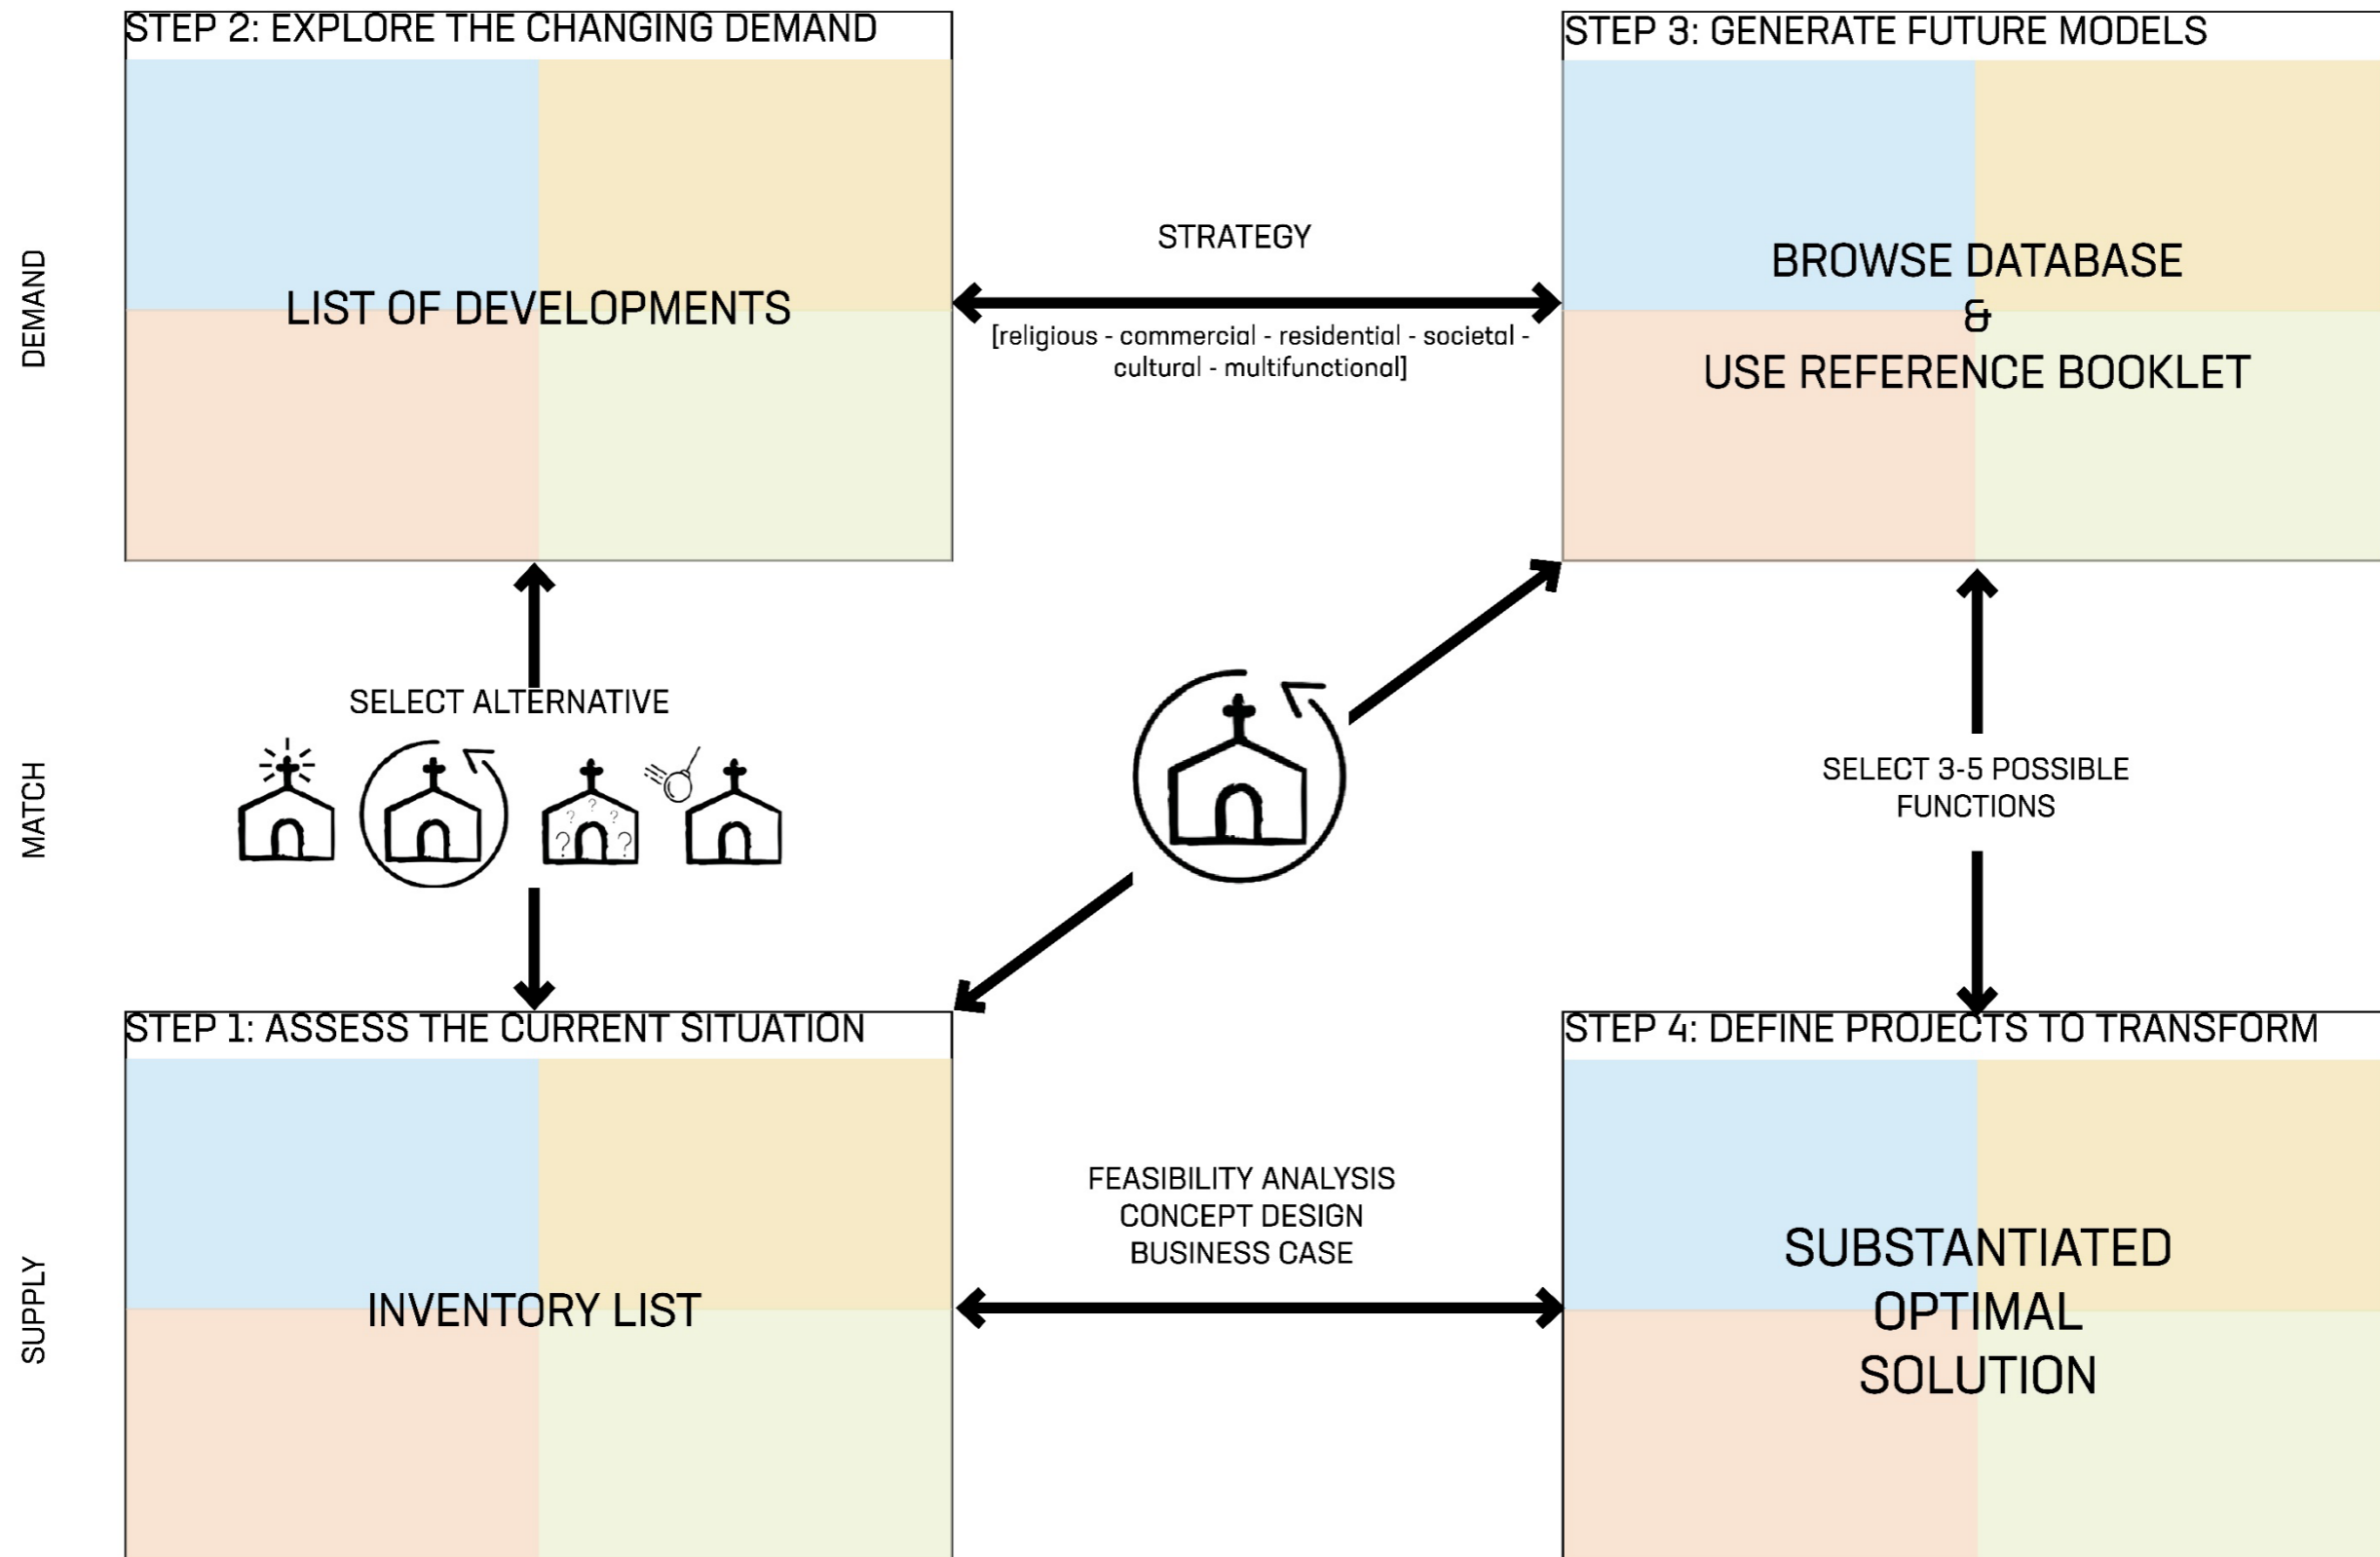 STEP 2: EXPLORE THE CHANGING DEMAND
STEP 3: GENERATE FUTURE MODELS
DEMAND
LIST OF DEVELOPMENTS
STRATEGY
[religious - commercial - residential - societal -
cultural - multifunctional]
BROWSE DATABASE
&
USE REFERENCE BOOKLET
MATCH
SELECT ALTERNATIVE
?
? ?
? ?
SELECT 3-5 POSSIBLE
FUNCTIONS
STEP 1: ASSESS THE CURRENT SITUATION
STEP 4: DEFINE PROJECTS TO TRANSFORM
SUPPLY
INVENTORY LIST
FEASIBILITY ANALYSIS
CONCEPT DESIGN
BUSINESS CASE
SUBSTANTIATED
OPTIMAL
SOLUTION